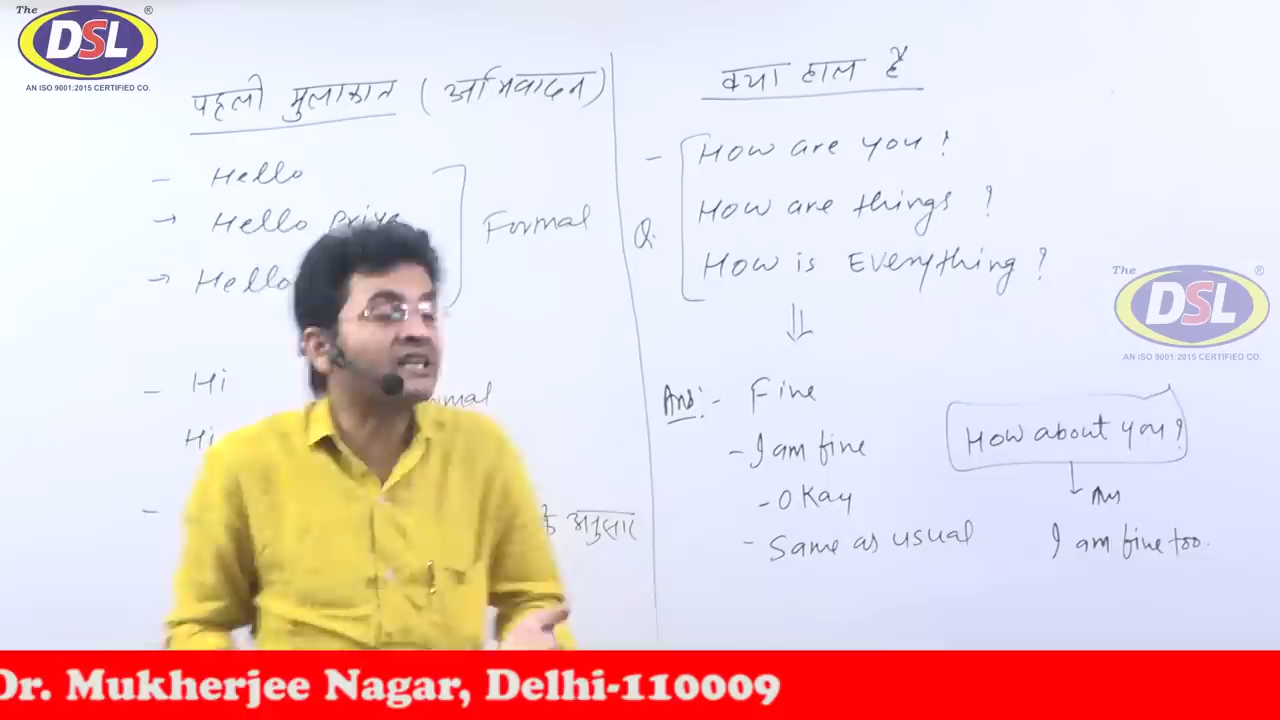 The
DSL ®
AN ISO 9001:2015 CERTIFIED CO.
पहली मुलाकात (अभिवादन)
- Hello
→ Hello priya
→ Hello
Formal
- Hi
Hi
के अनुसार
क्या हाल है
- How are you?
Q. How are things?
How is Everything?
Ans:- Fine
- I am fine
- Okay
- Same as usual
How about you?
Ans
I am fine too.
The
DSL ®
AN ISO 9001:2015 CERTIFIED CO.
Dr. Mukherjee Nagar, Delhi-110009